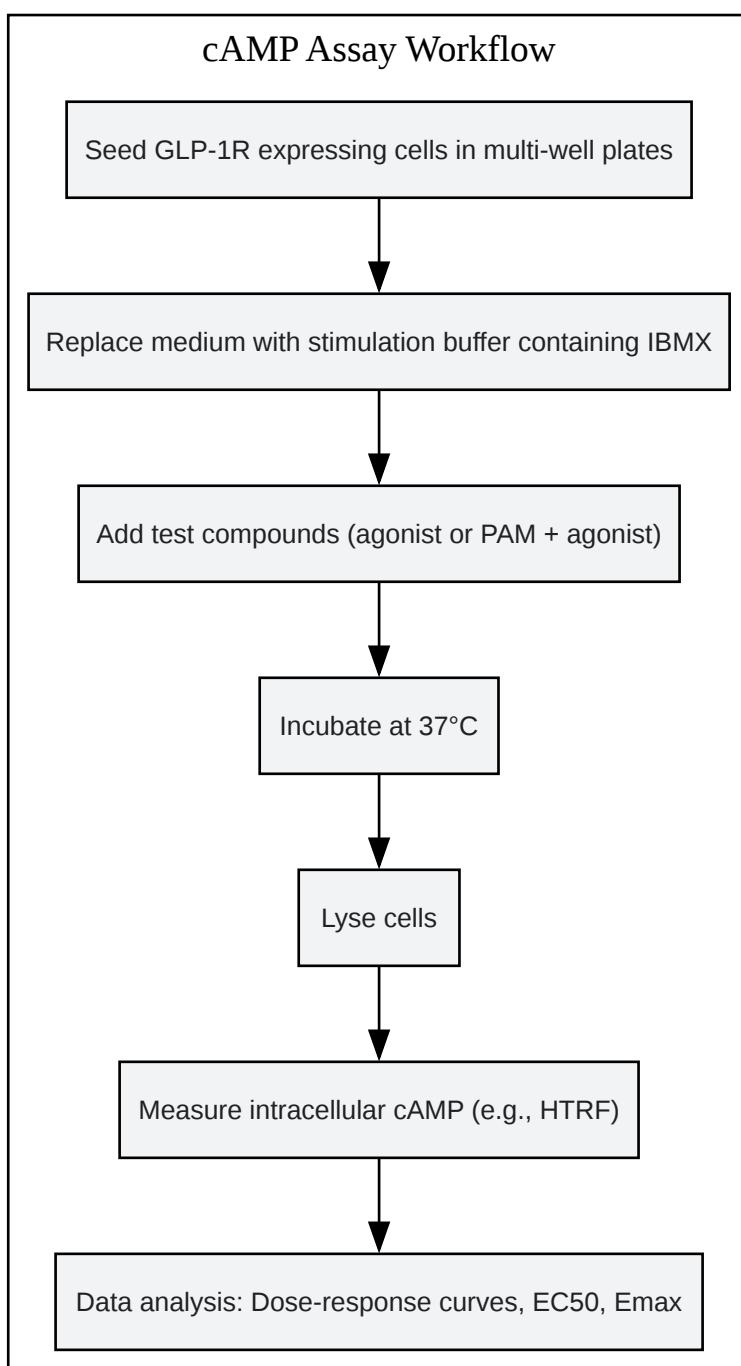 cAMP Assay Workflow
Seed GLP-1R expressing cells in multi-well plates
Replace medium with stimulation buffer containing IBMX
Add test compounds (agonist or PAM + agonist)
Incubate at 37°C
Lyse cells
Measure intracellular cAMP (e.g., HTRF)
Data analysis: Dose-response curves, EC50, Emax